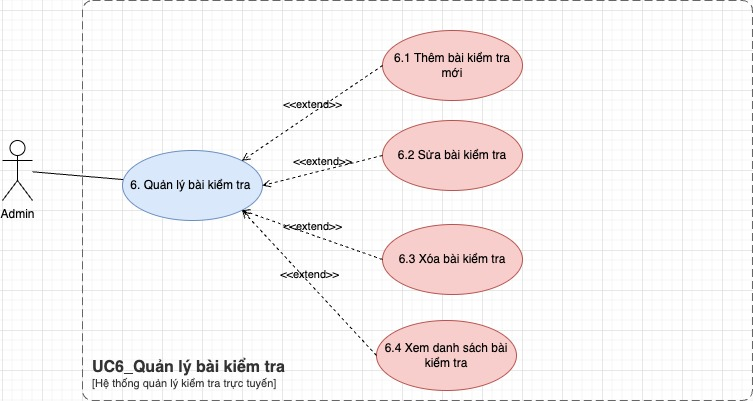 6.1 Thêm bài kiểm tra
mới
<<extend>>
6.2 Sửa bài kiểm tra
<<extend>>
6. Quản lý bài kiểm tra
Admin
<<extend>>
6.3 Xóa bài kiểm tra
<<extend>>
6.4 Xem danh sách bài
kiểm tra
UC6_Quản lý bài kiểm tra
[Hệ thống quản lý kiểm tra trực tuyến]